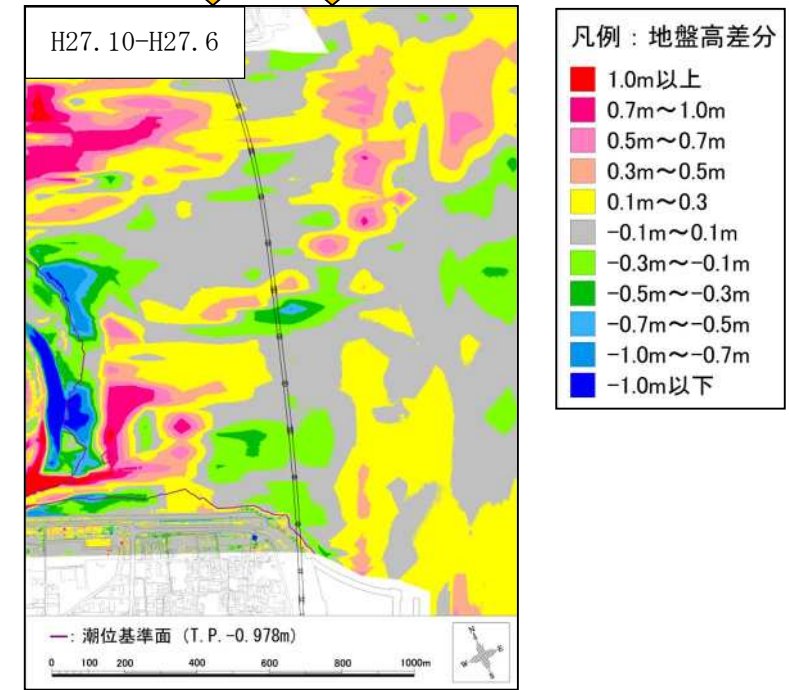 H27.10-H27.6
凡例：地盤高差分
1.0m以上
0.7m～1.0m
0.5m～0.7m
0.3m～0.5m
0.1m～0.3
-0.1m～0.1m
-0.3m～-0.1m
-0.5m～-0.3m
-0.7m～-0.5m
-1.0m～-0.7m
-1.0m以下
―：潮位基準面（T.P.-0.978m）
0 100 200 400 600 800 1000m
N
W E
S